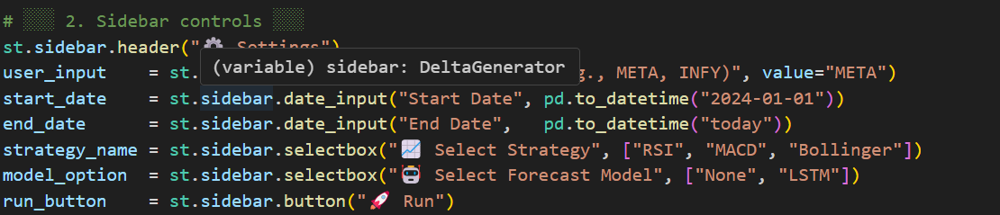 # ░░░ 2. Sidebar controls ░░░
st.sidebar.header("⚙️ Settings")
(variable) sidebar: DeltaGenerator
user_input    = st. g., META, INFY)", value="META")
start_date    = st.sidebar.date_input("Start Date", pd.to_datetime("2024-01-01"))
end_date      = st.sidebar.date_input("End Date",   pd.to_datetime("today"))
strategy_name = st.sidebar.selectbox("📈 Select Strategy", ["RSI", "MACD", "Bollinger"])
model_option  = st.sidebar.selectbox("🤖 Select Forecast Model", ["None", "LSTM"])
run_button    = st.sidebar.button("🚀 Run")